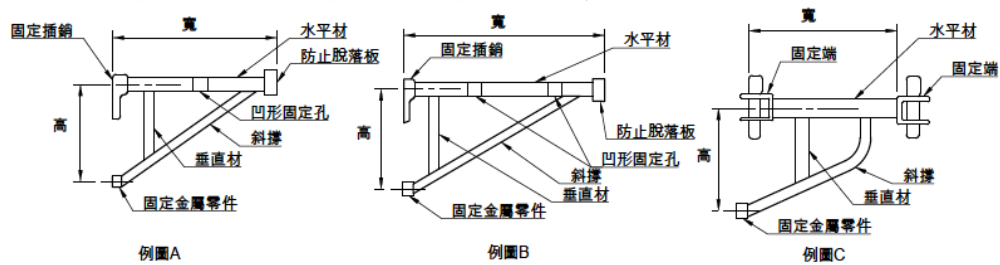 寬
固定插銷
水平材
防止脫落板
高
凹形固定孔
斜撐
垂直材
固定金屬零件
例圖A
寬
固定插銷
水平材
高
防止脫落板
凹形固定孔
斜撐
垂直材
固定金屬零件
例圖B
寬
固定端
水平材
固定端
高
斜撐
垂直材
固定金屬零件
例圖C